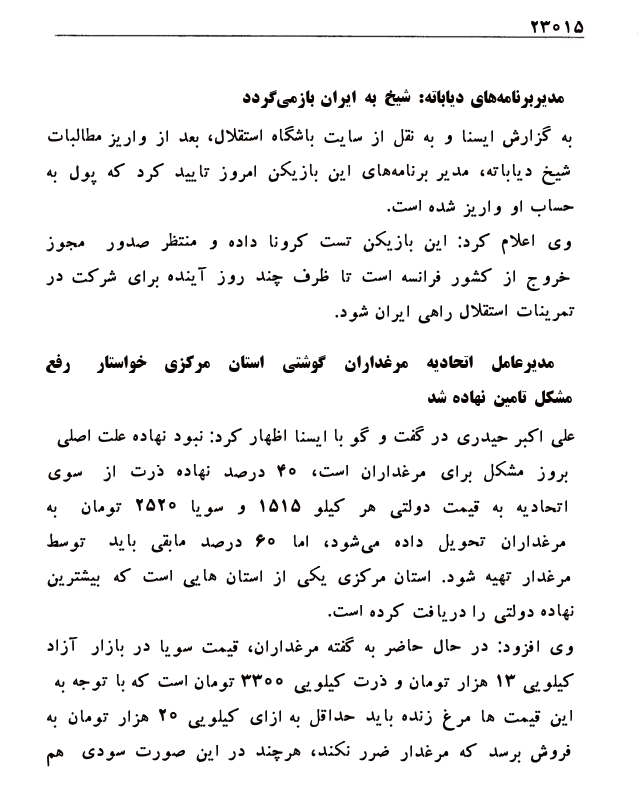 ۲۳۰۱۵
مدیربرنامه‌های دیاباته: شیخ به ایران بازمی‌گردد
به گزارش ایسنا و به نقل از سایت باشگاه استقلال، بعد از واریز مطالبات
شیخ دیاباته، مدیر برنامه‌های این بازیکن امروز تایید کرد که پول به
حساب او واریز شده است.
وی اعلام کرد: این بازیکن تست کرونا داده و منتظر صدور مجوز
خروج از کشور فرانسه است تا ظرف چند روز آینده برای شرکت در
تمرینات استقلال راهی ایران شود.
مدیرعامل اتحادیه مرغداران گوشتی استان مرکزی خواستار رفع
مشکل تامین نهاده شد
علی اکبر حیدری در گفت و گو با ایسنا اظهار کرد: نبود نهاده علت اصلی
بروز مشکل برای مرغداران است، ۴۰ درصد نهاده ذرت از سوی
اتحادیه به قیمت دولتی هر کیلو ۱۵۱۵ و سویا ۲۵۲۰ تومان به
مرغداران تحویل داده می‌شود، اما ۶۰ درصد مابقی باید توسط
مرغدار تهیه شود. استان مرکزی یکی از استان هایی است که بیشترین
نهاده دولتی را دریافت کرده است.
وی افزود: در حال حاضر به گفته مرغداران، قیمت سویا در بازار آزاد
کیلویی ۱۳ هزار تومان و ذرت کیلویی ۳۳۰۰ تومان است که با توجه به
این قیمت ها مرغ زنده باید حداقل به ازای کیلویی ۲۰ هزار تومان به
فروش برسد که مرغدار ضرر نکند، هرچند در این صورت سودی هم